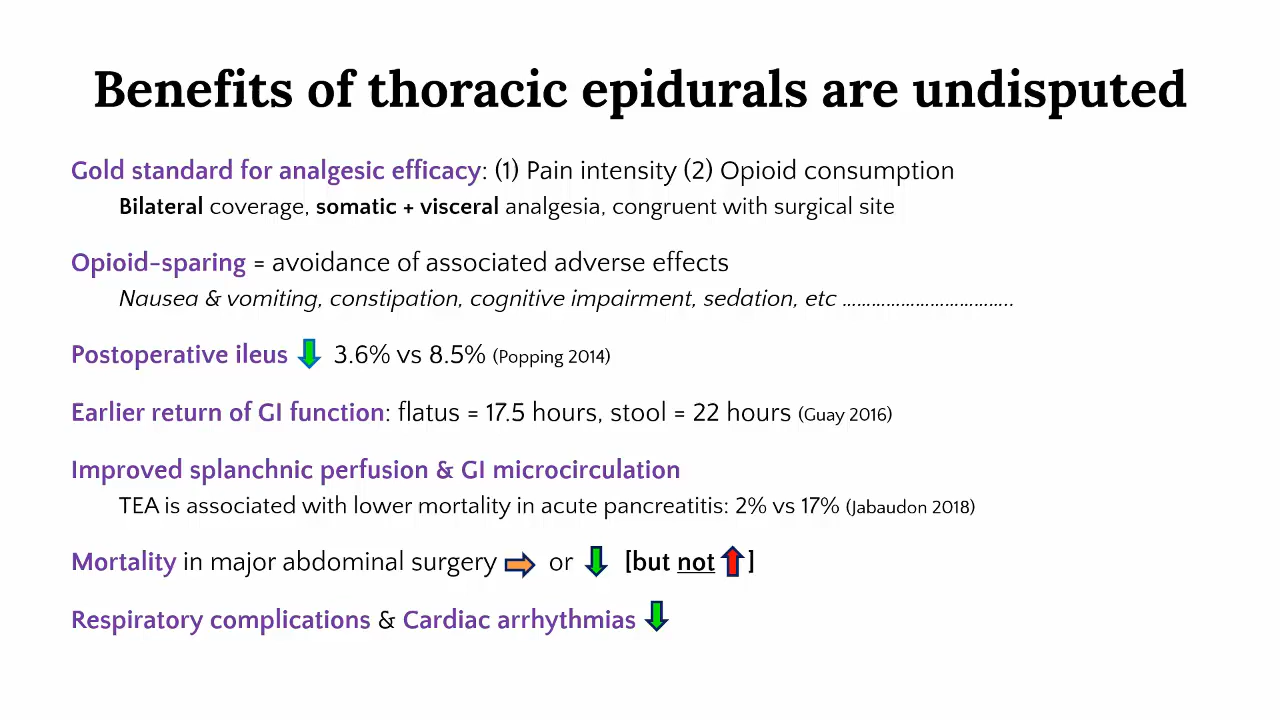 Benefits of thoracic epidurals are undisputed
Gold standard for analgesic efficacy: (1) Pain intensity (2) Opioid consumption
Bilateral coverage, somatic + visceral analgesia, congruent with surgical site
Opioid-sparing = avoidance of associated adverse effects
Nausea & vomiting, constipation, cognitive impairment, sedation, etc ………………………………..
Postoperative ileus 3.6% vs 8.5% (Popping 2014)
Earlier return of GI function: flatus = 17.5 hours, stool = 22 hours (Guay 2016)
Improved splanchnic perfusion & GI microcirculation
TEA is associated with lower mortality in acute pancreatitis: 2% vs 17% (Jabaudon 2018)
Mortality in major abdominal surgery or [but not ]
Respiratory complications & Cardiac arrhythmias